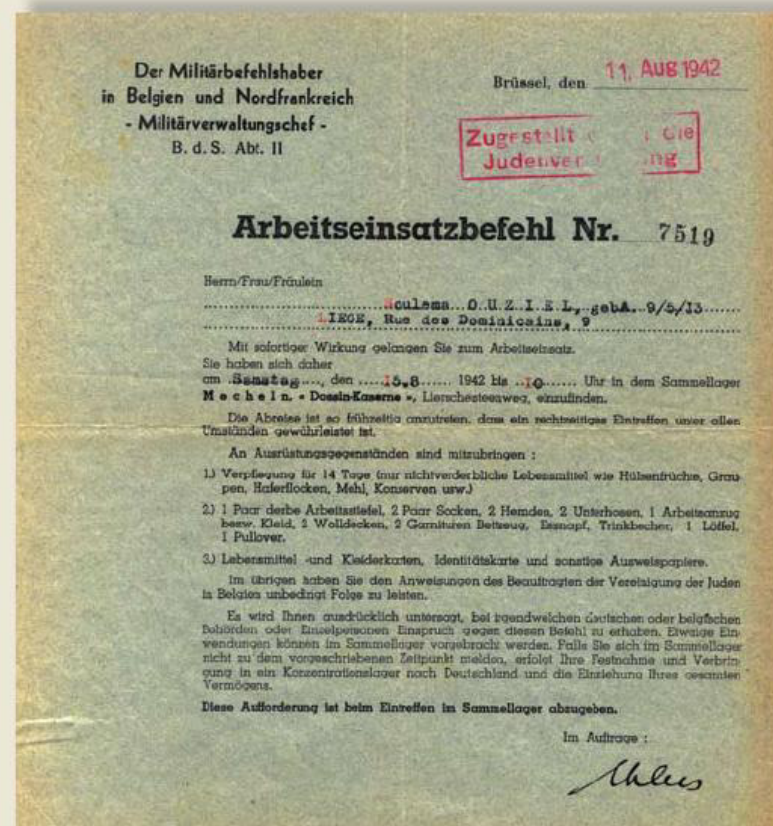 Der Militärbefehlshaber
in Belgien und Nordfrankreich
- Militärverwaltungschef -
B. d. S. Abt. II
Brüssel, den 11. AUG 1942
Zugestellt die
Arbeitseinsatzbefehl Nr. 7519
Herrn/Frau/Fräulein
O.U.Z.I.E.L., gebA. 9/5/13
LIEGE, Rue des Dominicains, 9
Mit sofortiger Wirkung gelangen Sie zum Arbeitseinsatz.
Sie haben sich daher
am Samstag, den 15.8 1942 bis 10 Uhr in dem Sammellager
Mecheln, « Dossin-Kaserne », Liersche­steenweg, einzufinden.
Die Abreise ist so frühzeitig anzutreten, dass ein rechtzeitiges Eintreffen unter allen
Umständen gewährleistet ist.
An Ausrüstungsgegenständen sind mitzubringen :
1.) Verpflegung für 14 Tage (nur nichtverderbliche Lebensmittel wie Hülsenfrüchte, Grau-
pen, Haferflocken, Mehl, Konserven usw.)
2.) 1 Paar derbe Arbeitsstiefel, 2 Paar Socken, 2 Hemden, 2 Unterhosen, 1 Arbeitsanzug
bezw. Kleid, 2 Wolldecken, 2 Garnituren Bettzeug, Essnapf, Trinkbecher, 1 Löffel,
1 Pullover.
3.) Lebensmittel -und Kleiderkarten, Identitätskarte und sonstige Ausweispapiere.
Im übrigen haben Sie den Anweisungen des Beauftragten der Vereinigung der Juden
in Belgien unbedingt Folge zu leisten.
Es wird Ihnen ausdrücklich untersagt, bei irgendwelchen deutschen oder belgischen
Behörden oder Einzelpersonen Einspruch gegen diesen Befehl zu erhaben. Etwaige Ein-
wendungen können im Sammellager vorgebracht werden. Falls Sie sich im Sammellager
nicht zu dem vorgeschriebenen Zeitpunkt melden, erfolgt Ihre Festnahme und Verbrin-
gung in ein Konzentrationslager nach Deutschland und die Einziehung Ihres gesamten
Vermögens.
Diese Aufforderung ist beim Eintreffen im Sammellager abzugeben.
Im Auftrage :